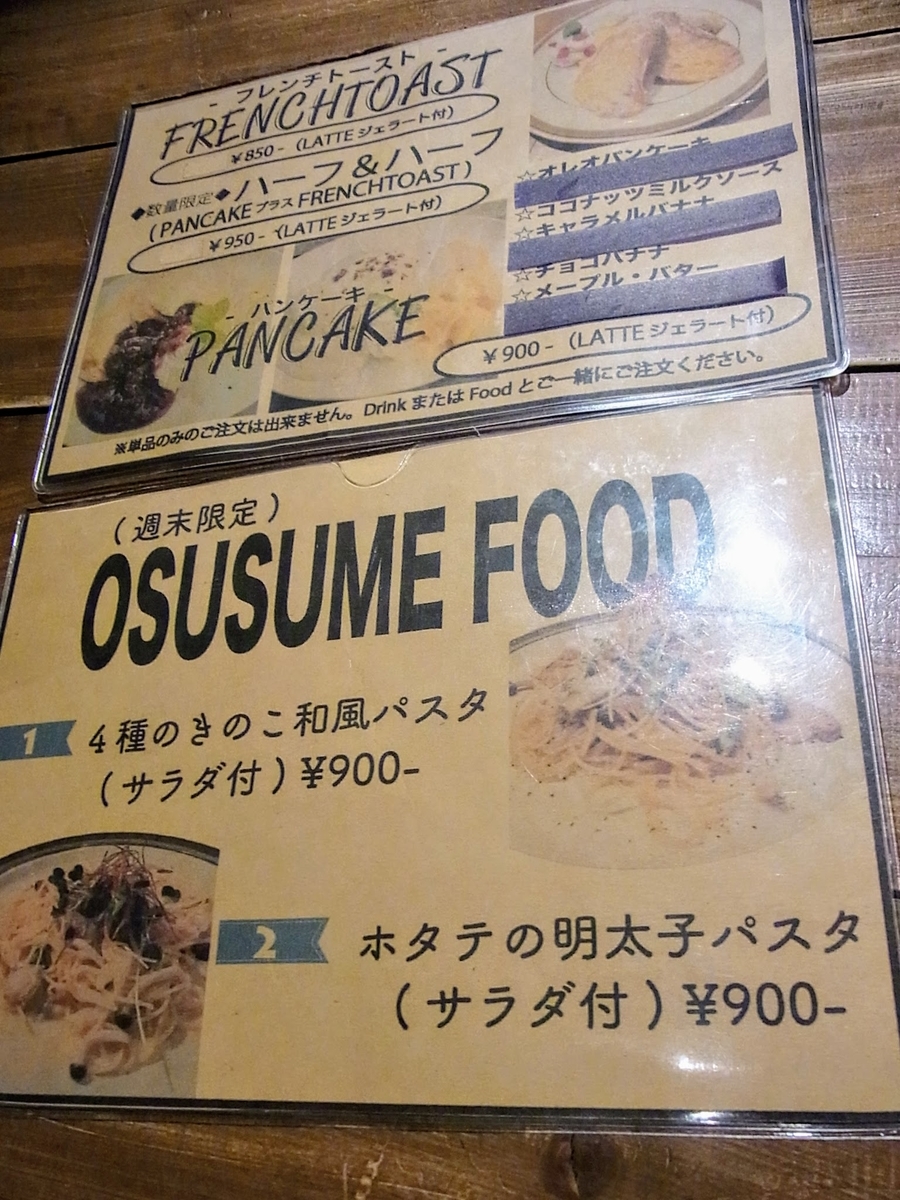 - フレンチトースト -
FRENCHTOAST
¥850-（LATTE ジェラート付）
◆数量限定◆ハーフ＆ハーフ
（PANCAKE プラス FRENCHTOAST）
¥950-（LATTE ジェラート付）
- パンケーキ -
PANCAKE
☆オレオパンケーキ
☆ココナッツミルクソース
☆キャラメルバナナ
☆チョコバナナ
☆メープル・バター
¥900-（LATTE ジェラート付）
※単品のみのご注文は出来ません。Drink または Food とご一緒にご注文ください。
（週末限定）
OSUSUME FOOD
1 4種のきのこ和風パスタ
（サラダ付）¥900-
2 ホタテの明太子パスタ
（サラダ付）¥900-